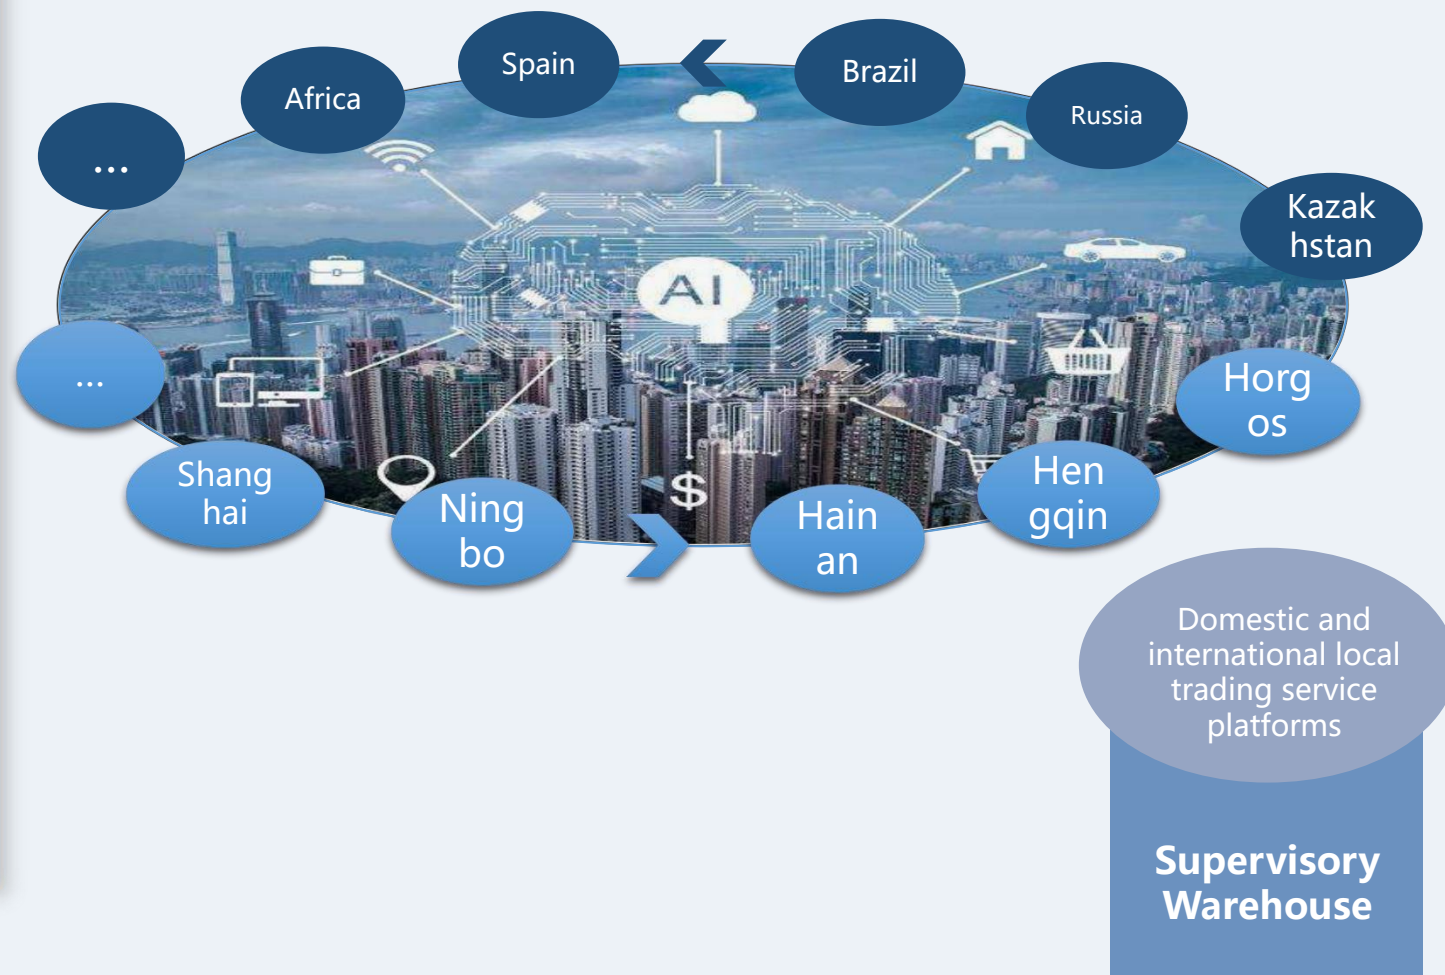 Spain
Brazil
Africa
Russia
...
Kazak
hstan
AI
...
Horg
os
Shang
hai
Hen
gqin
Ning
bo
$
Hain
an
Domestic and
international local
trading service
platforms
Supervisory
Warehouse